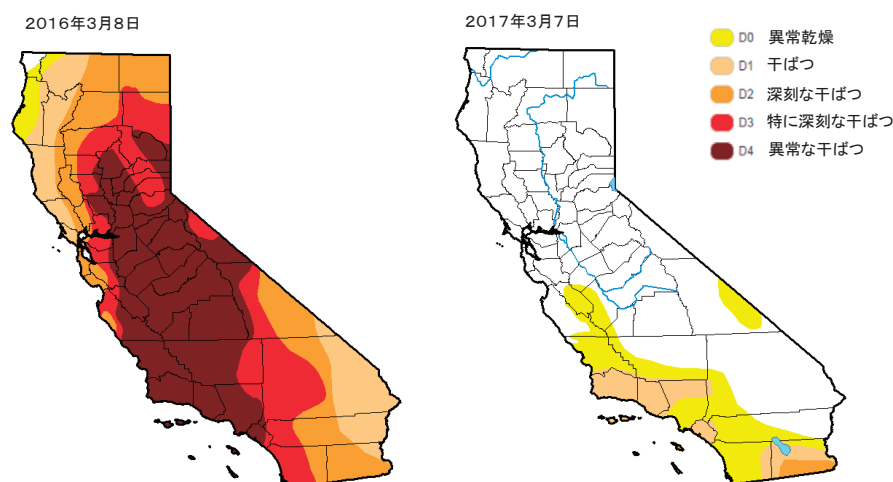 2016年3月8日
2017年3月7日
D0 異常乾燥
D1 干ばつ
D2 深刻な干ばつ
D3 特に深刻な干ばつ
D4 異常な干ばつ